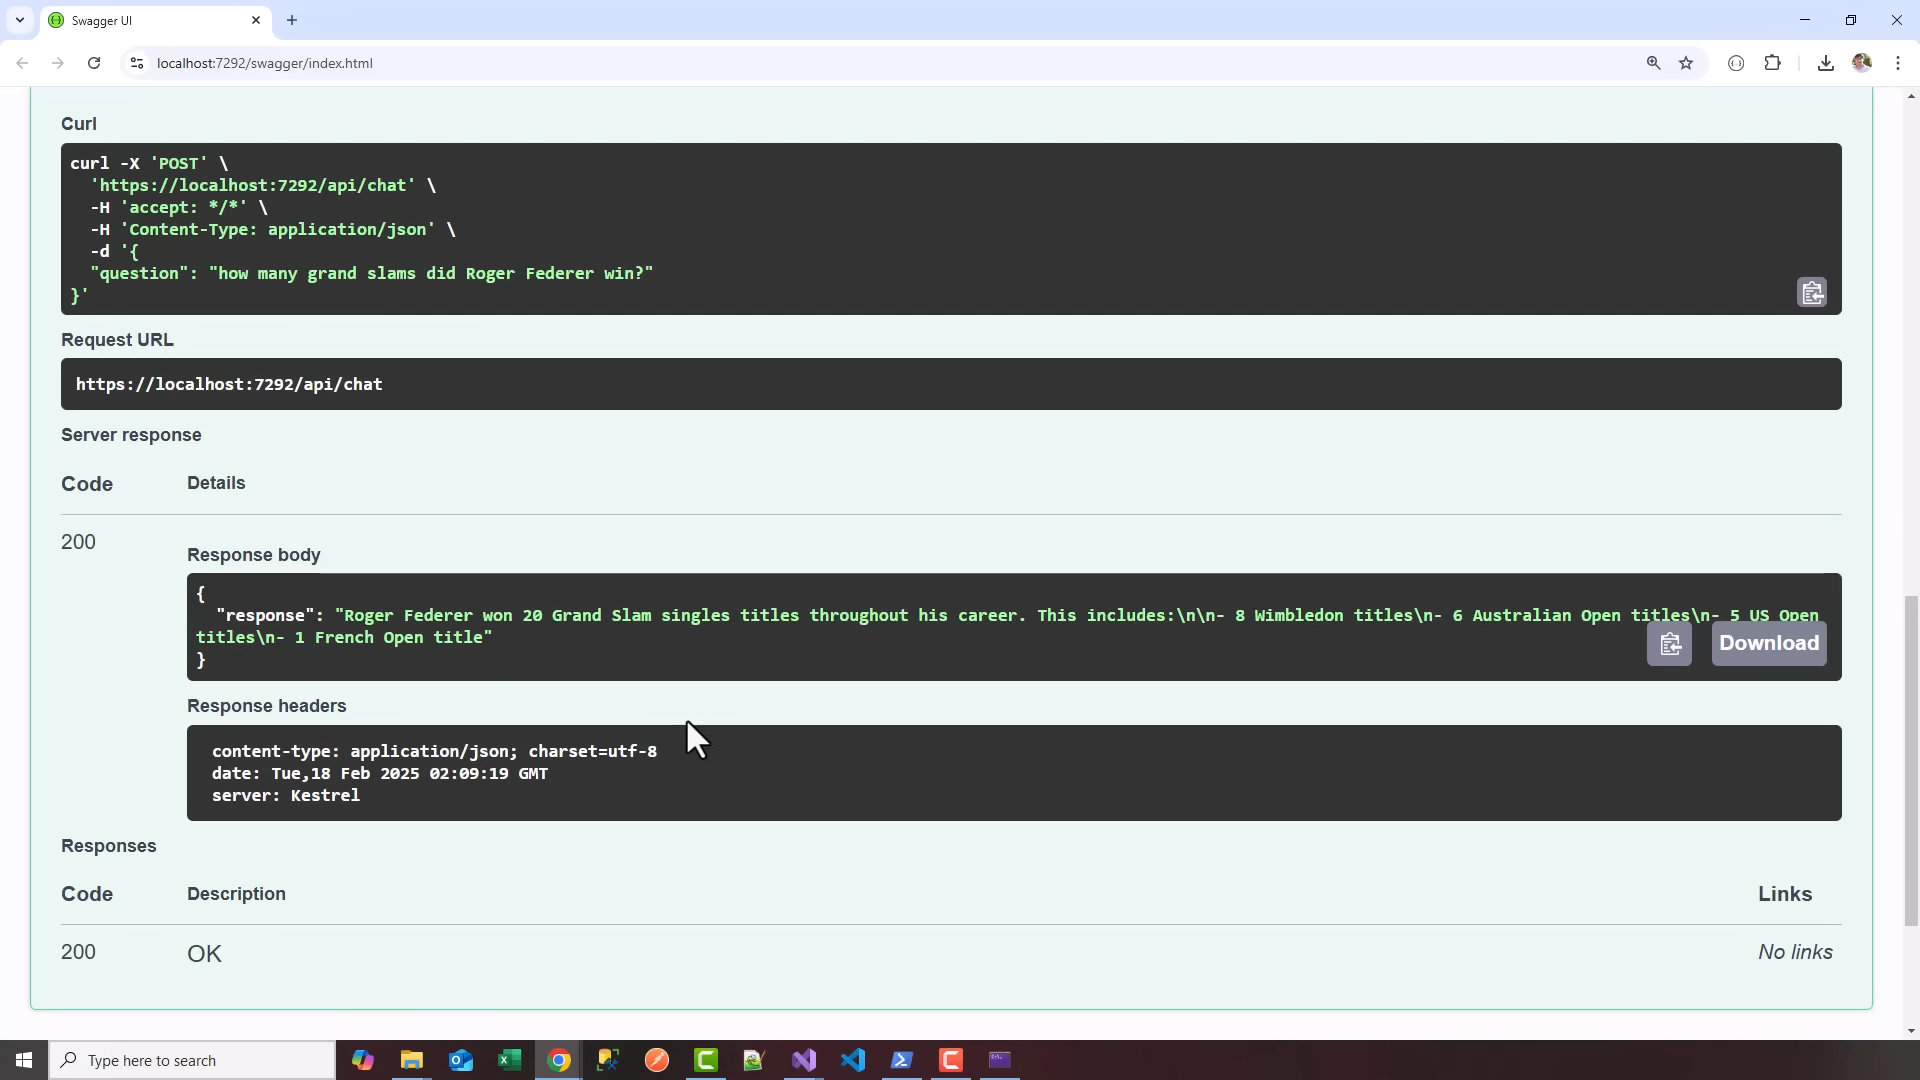 Swagger UI
localhost:7292/swagger/index.html
Curl
curl -X 'POST' \
'https://localhost:7292/api/chat' \
-H 'accept: */*' \
-H 'Content-Type: application/json' \
-d '{
"question": "how many grand slams did Roger Federer win?"
}'
Request URL
https://localhost:7292/api/chat
Server response
Code Details
200
Response body
{
"response": "Roger Federer won 20 Grand Slam singles titles throughout his career. This includes:\n\n- 8 Wimbledon titles\n- 6 Australian Open titles\n- 5 US Open
titles\n- 1 French Open title"
}
Download
Response headers
content-type: application/json; charset=utf-8
date: Tue,18 Feb 2025 02:09:19 GMT
server: Kestrel
Responses
Code Description Links
200 OK No links
Type here to search